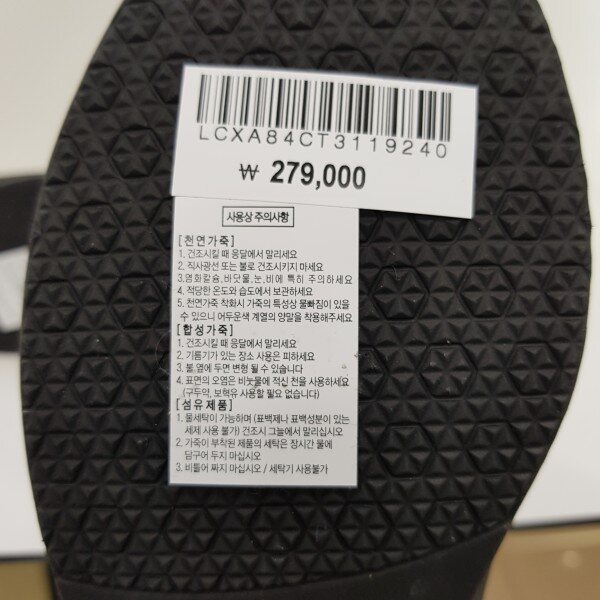 LCXA84CT3119240
₩ 279,000
사용상 주의사항
[천연가죽]
1. 건조시킬 때 응달에서 말리세요
2. 직사광선 또는 불로 건조시키지 마세요
3. 염화칼슘, 바닷물, 눈, 비에 특히 주의하세요
4. 적당한 온도와 습도에서 보관하세요
5. 천연가죽 착화시 가죽의 특성상 물빠짐이 있을
수 있으니 어두운색 계열의 양말을 착용해주세요
[합성가죽]
1. 건조시킬 때 응달에서 말리세요
2. 기름기가 있는 장소 사용은 피하세요
3. 불, 열에 두면 변형 될 수 있습니다
4. 표면의 오염은 비눗물에 적신 천을 사용하세요
(구두약, 보혁유 사용할 필요 없습니다)
[섬유제품]
1. 물세탁이 가능하며 (표백제나 표백성분이 있는
세제 사용 불가) 건조시 그늘에서 말리십시오
2. 가죽이 부착된 제품의 세탁은 장시간 물에
담구어 두지 마십시오
3. 비틀어 짜지 마십시오 / 세탁기 사용불가